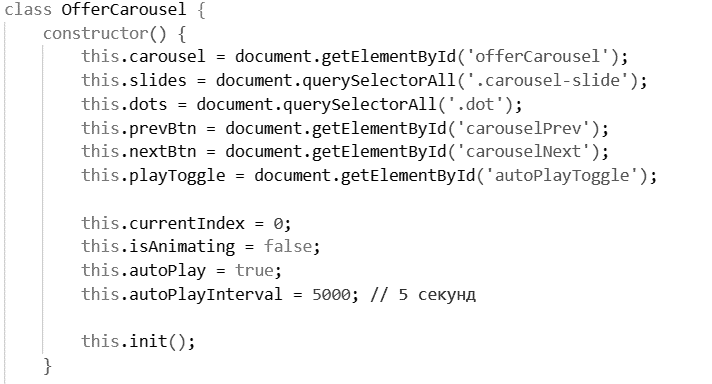 class OfferCarousel {
    constructor() {
        this.carousel = document.getElementById('offerCarousel');
        this.slides = document.querySelectorAll('.carousel-slide');
        this.dots = document.querySelectorAll('.dot');
        this.prevBtn = document.getElementById('carouselPrev');
        this.nextBtn = document.getElementById('carouselNext');
        this.playToggle = document.getElementById('autoPlayToggle');

        this.currentIndex = 0;
        this.isAnimating = false;
        this.autoPlay = true;
        this.autoPlayInterval = 5000; // 5 секунд

        this.init();
    }